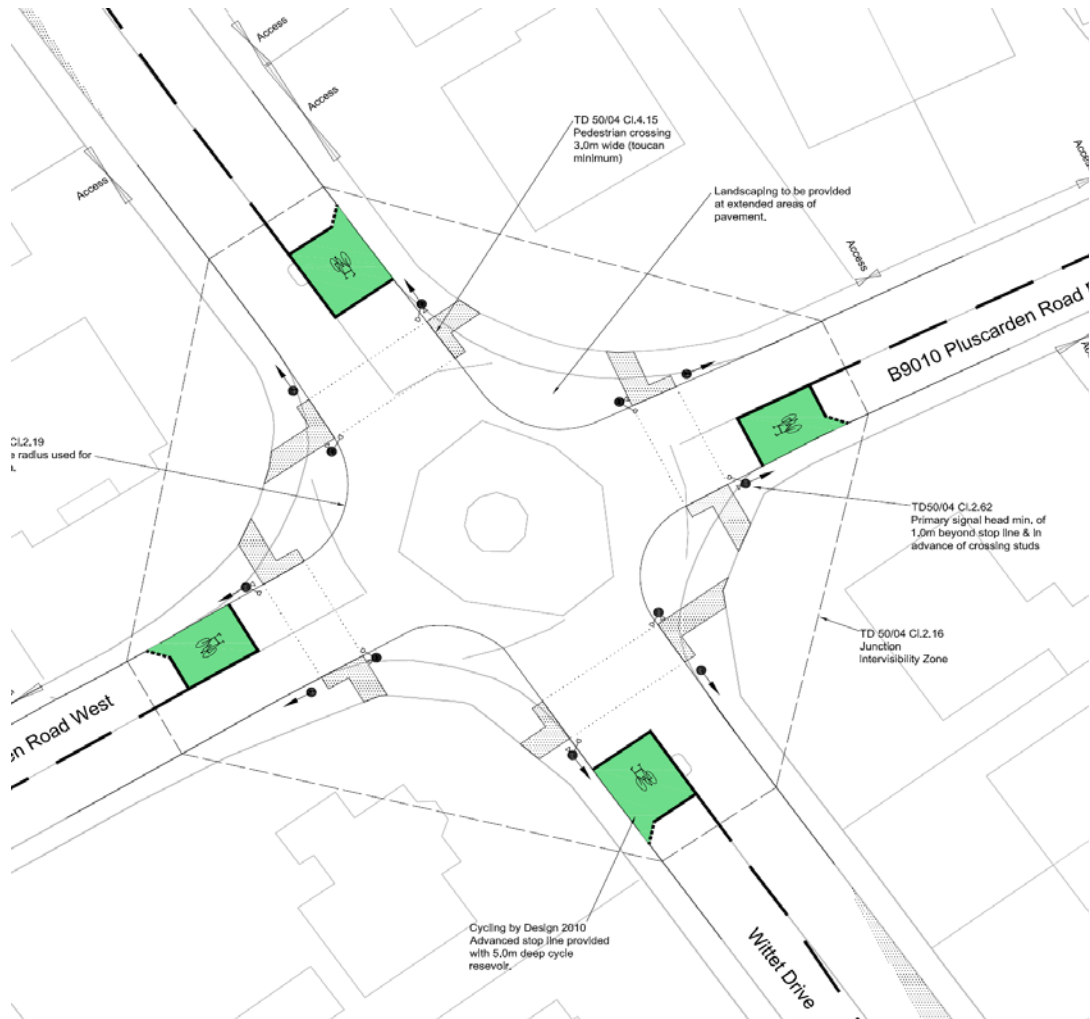 Access
Access
Access
TD 50/04 Cl.4.15
Pedestrian crossing
3.0m wide (toucan
minimum)
Landscaping to be provided
at extended areas of
pavement.
Access
B9010 Pluscarden Road
Cl.2.19
radius used for
TD50/04 Cl.2.62
Primary signal head min. of
1.0m beyond stop line & in
advance of crossing studs
TD 50/04 Cl.2.16
Junction
Intervisibility Zone
en Road West
Cycling by Design 2010
Advanced stop line provided
with 5.0m deep cycle
resevoir.
Wittet Drive